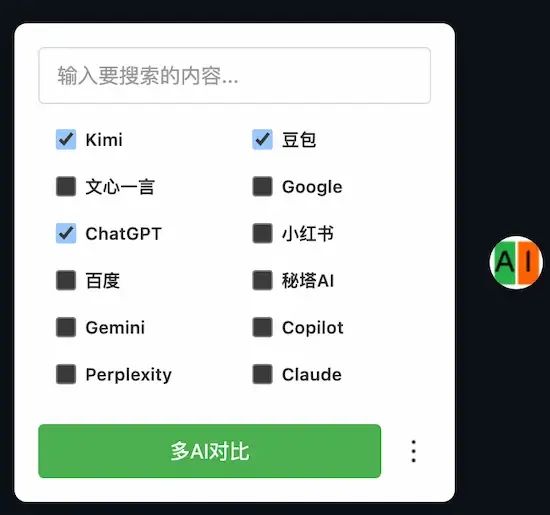 输入要搜索的内容...
Kimi 豆包
文心一言 Google
ChatGPT 小红书
百度 秘塔AI
Gemini Copilot
Perplexity Claude
多AI对比
AI